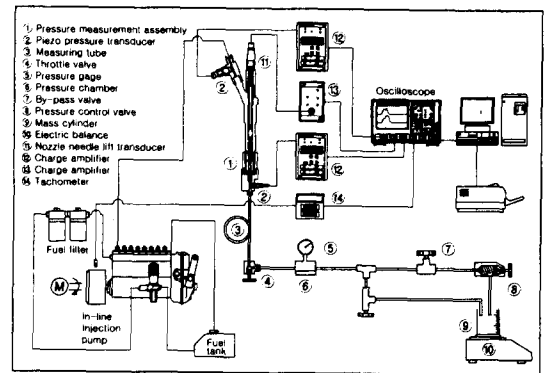 ① Pressure measurement assembly
② Piezo pressure transducer
③ Measuring tube
④ Throttle valve
⑤ Pressure gage
⑥ Pressure chamber
⑦ By-pass valve
⑧ Pressure control valve
⑨ Mass cylinder
⑩ Electric balance
⑪ Nozzle needle lift transducer
⑫ Charge amplifier
⑬ Charge amplifier
⑭ Tachometer
⑫
②
⑪
⑬
Oscilloscope
①
⑫
②
⑭
③
Fuel filter
⑤
⑦
④
⑥
⑧
M
In-line
Injection
pump
Fuel
tank
⑨
⑩